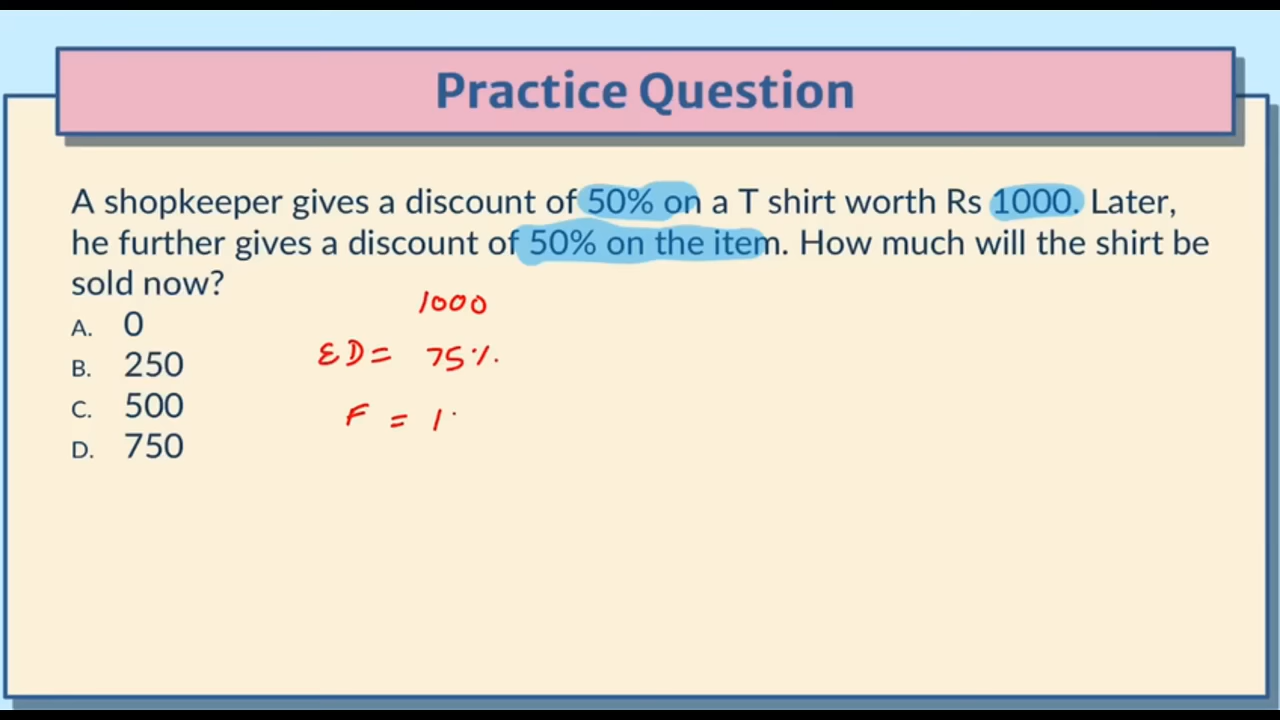 Practice Question
A shopkeeper gives a discount of 50% on a T shirt worth Rs 1000. Later,
he further gives a discount of 50% on the item. How much will the shirt be
sold now?
A. 0
B. 250
C. 500
D. 750
1000
ED = 75%.
F = 1